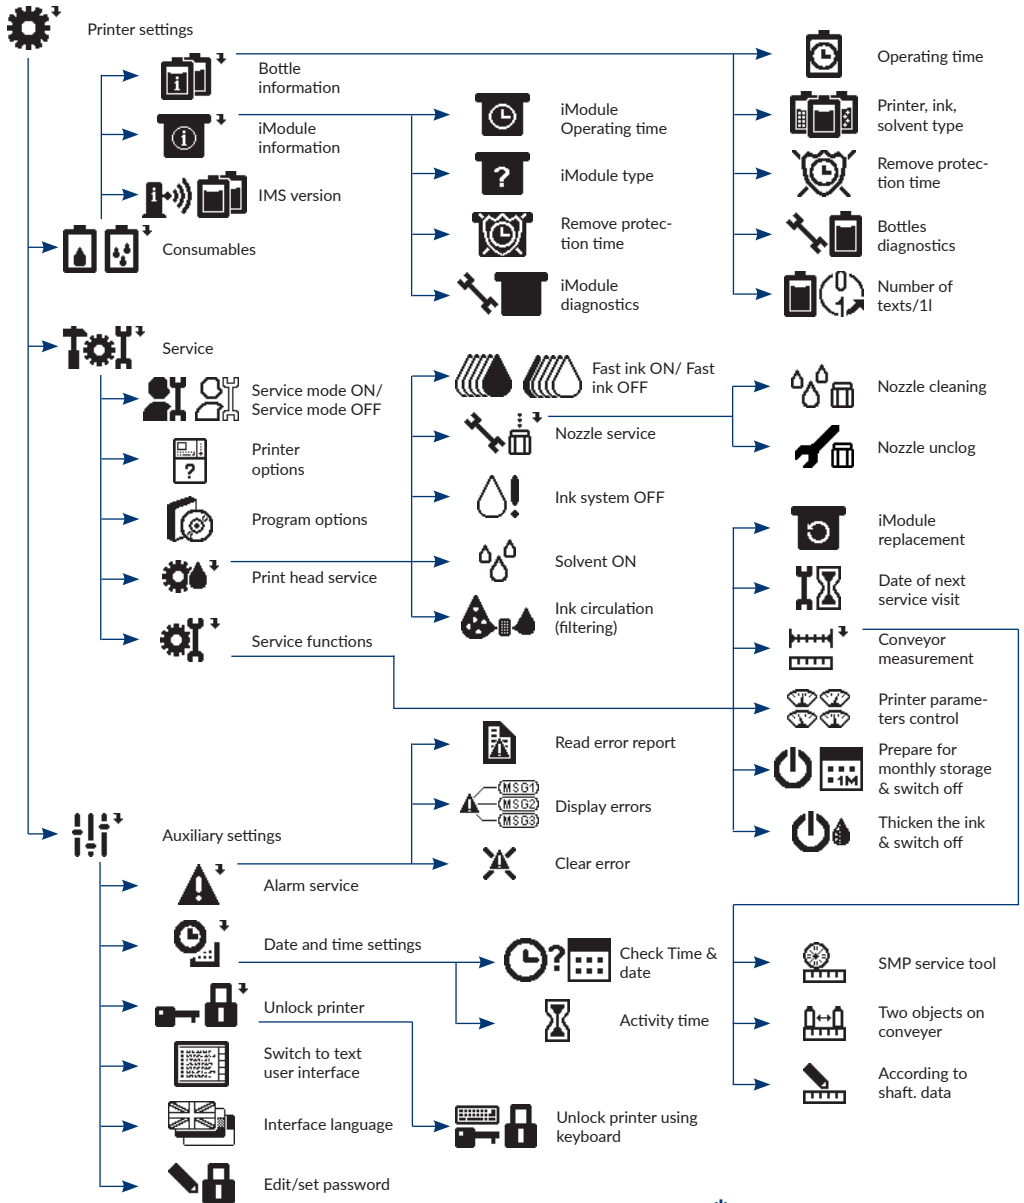 Printer settings
Bottle
information
iModule
information
IMS version
Consumables
iModule
Operating time
iModule type
Remove protec-
tion time
iModule
diagnostics
Operating time
Printer, ink,
solvent type
Remove protec-
tion time
Bottles
diagnostics
Number of
texts/1l
Service
Service mode ON/
Service mode OFF
Printer
options
Program options
Print head service
Service functions
Fast ink ON/ Fast
ink OFF
Nozzle service
Ink system OFF
Solvent ON
Ink circulation
(filtering)
Nozzle cleaning
Nozzle unclog
iModule
replacement
Date of next
service visit
Conveyor
measurement
Printer parame-
ters control
1M
Prepare for
monthly storage
& switch off
Thicken the ink
& switch off
Auxiliary settings
Alarm service
Date and time settings
Unlock printer
Switch to text
user interface
Interface language
Edit/set password
Read error report
MSG1
MSG2
MSG3
Display errors
Clear error
Check Time &
date
Activity time
Unlock printer using
keyboard
SMP service tool
Two objects on
conveyer
According to
shaft. data